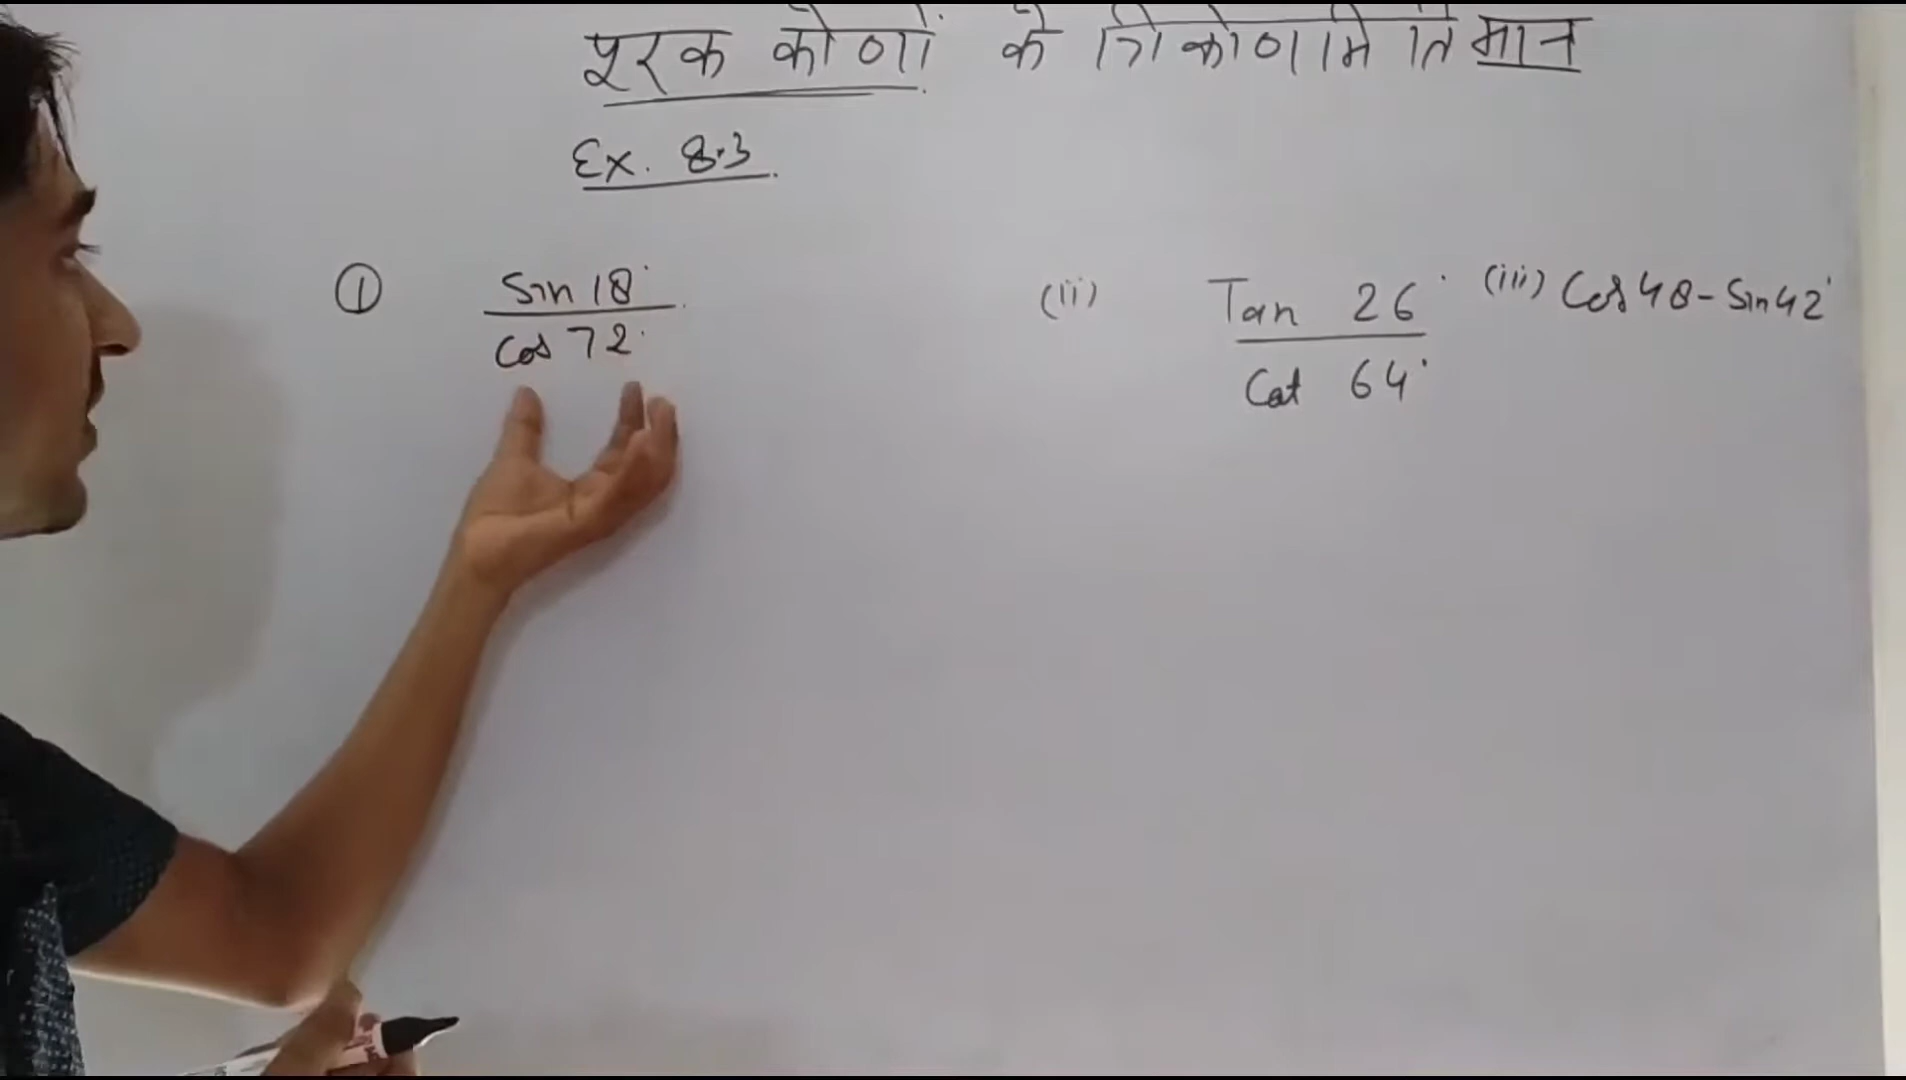 पूरक कोणों के त्रिकोणमिति मान
Ex. 8.3
① Sin 18° / Cos 72°
(ii) Tan 26° / Cot 64°
(iii) Cos 48 - Sin 42°